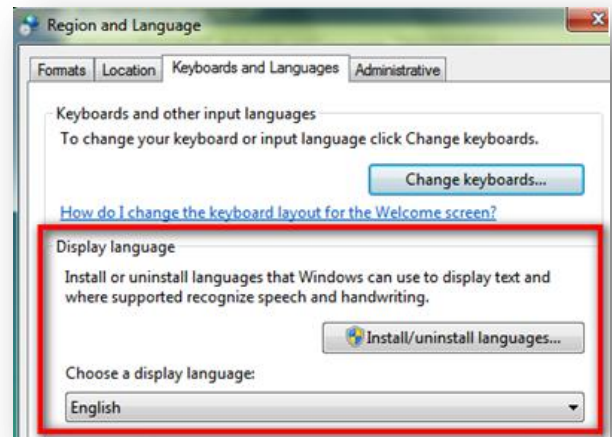 Region and Language
Formats Location Keyboards and Languages Administrative
Keyboards and other input languages
To change your keyboard or input language click Change keyboards.
Change keyboards...
How do I change the keyboard layout for the Welcome screen?
Display language
Install or uninstall languages that Windows can use to display text and
where supported recognize speech and handwriting.
Install/uninstall languages...
Choose a display language:
English